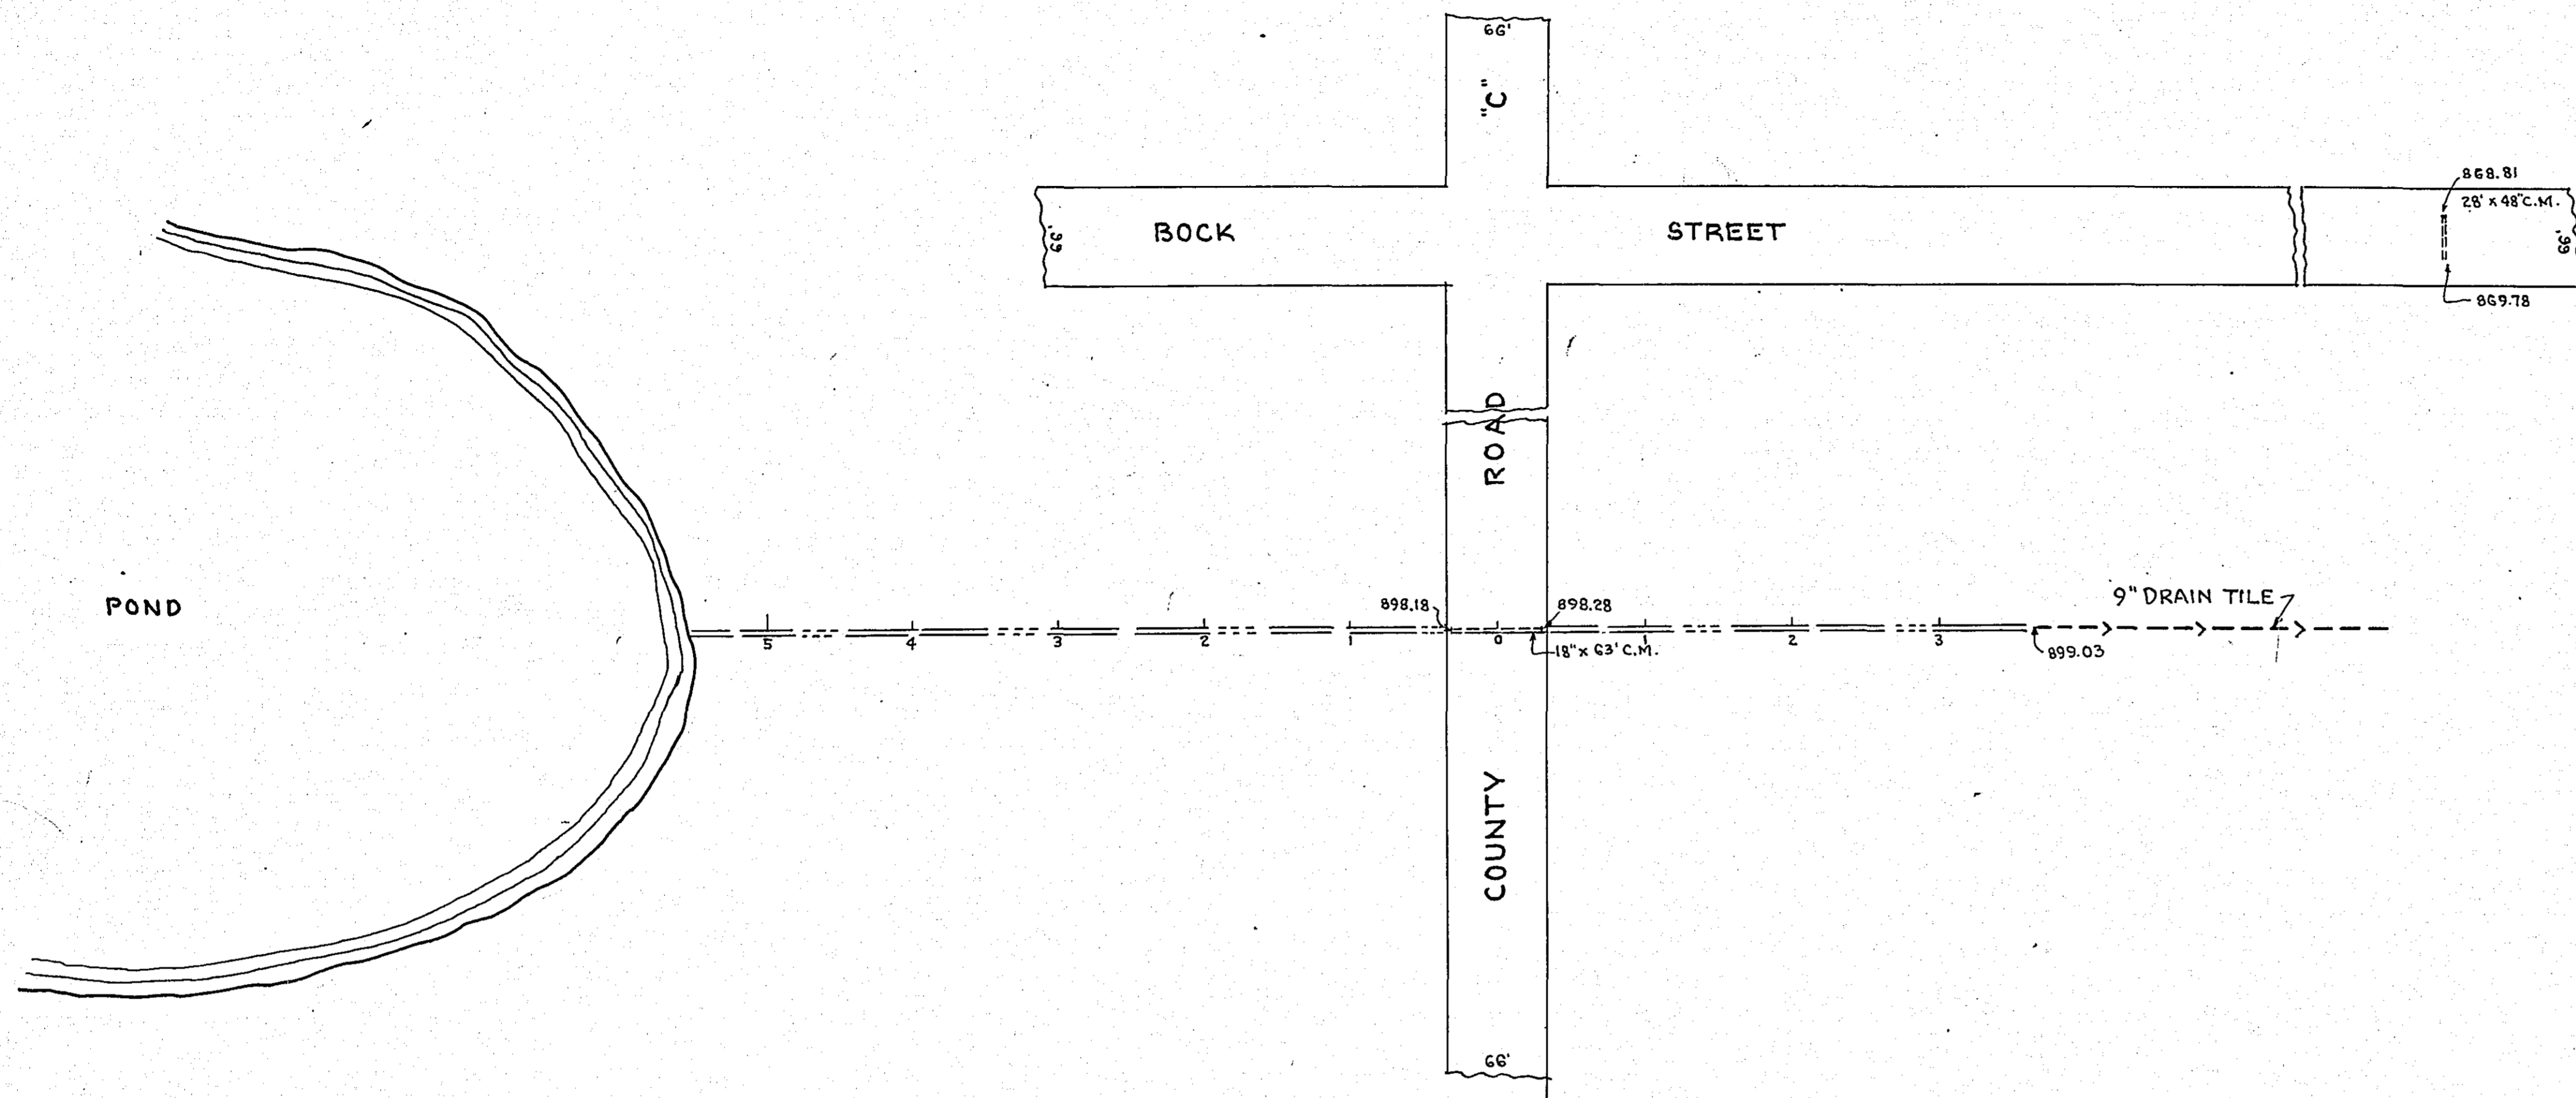 66'
"C"
868.81
28' x 48" C.M.
66'
BOCK STREET
66'
869.78
ROAD
9" DRAIN TILE
POND
898.18
898.28
5 4 3 2 1 0 1 2 3
18" x 63' C.M.
899.03
COUNTY
66'